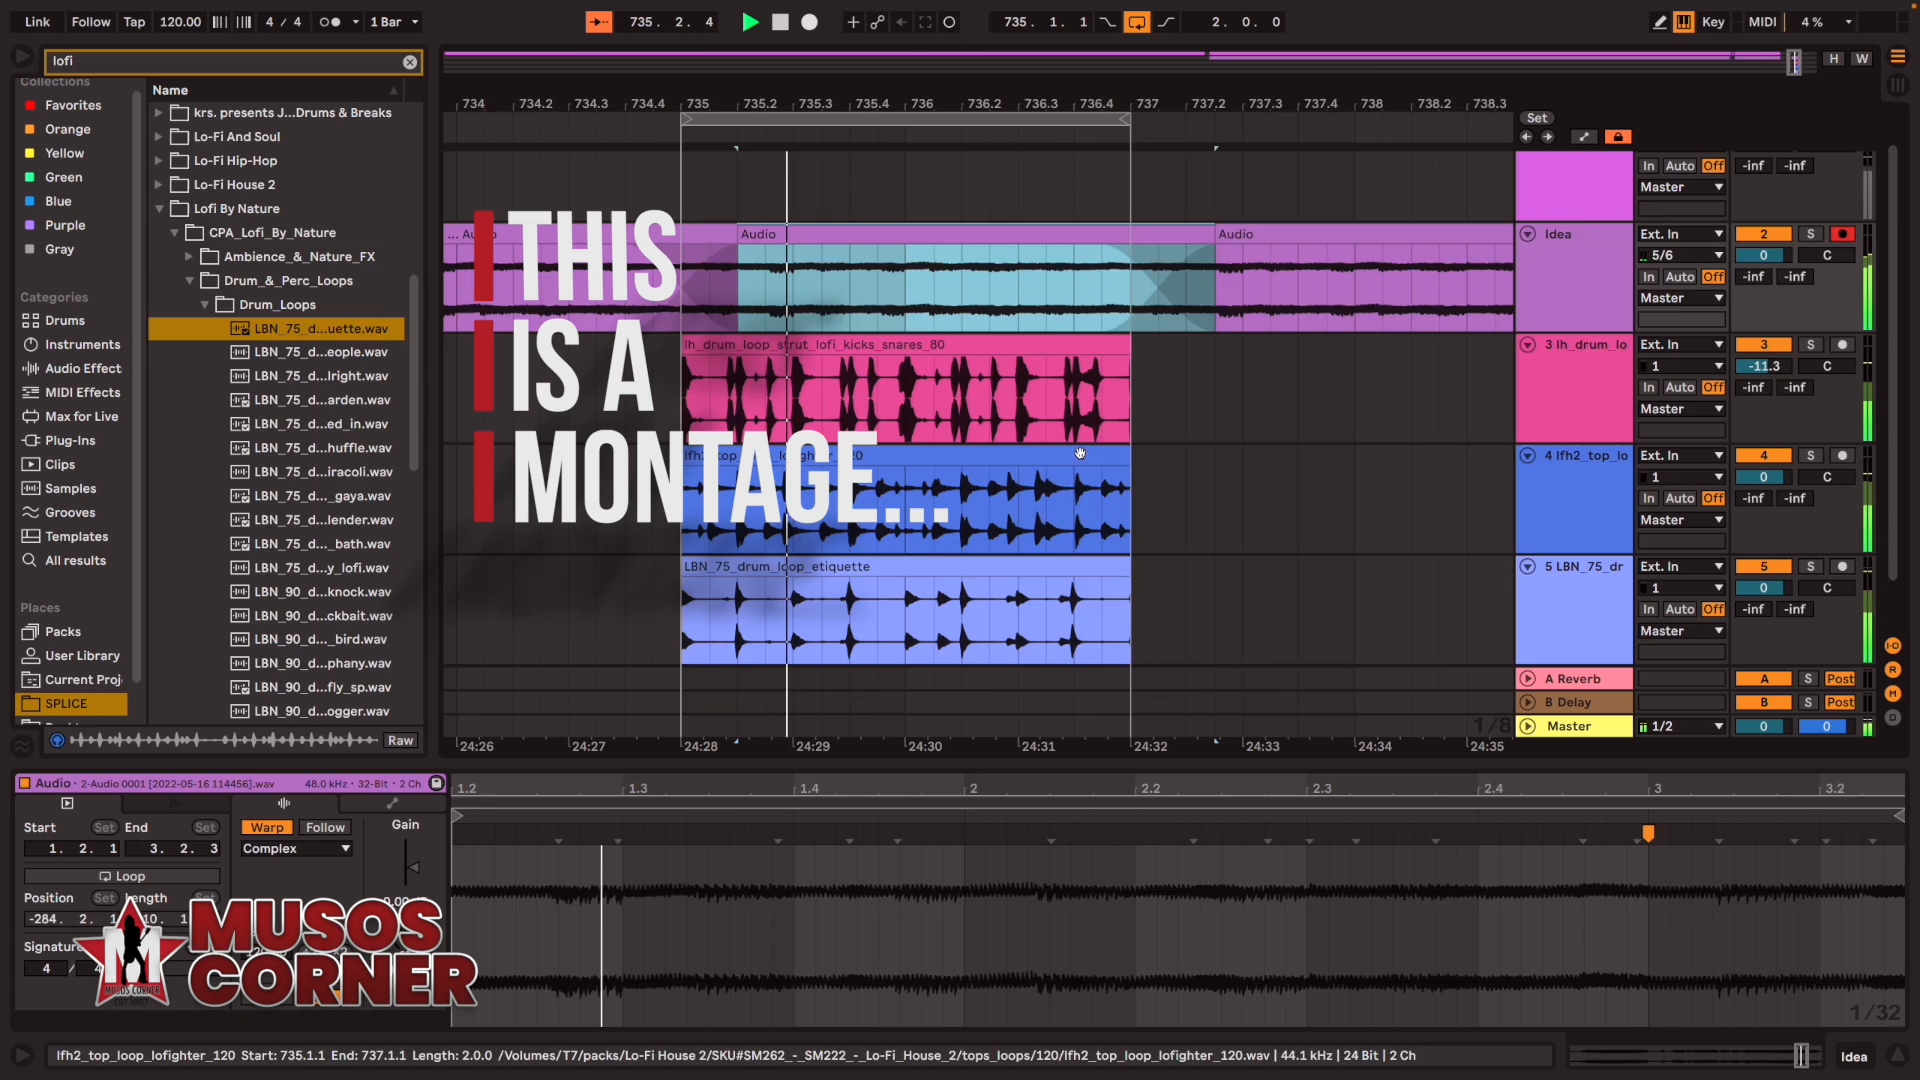 Link Follow Tap 120.00 4 / 4 1 Bar 735. 2. 4 735. 1. 1 2. 0. 0 Key MIDI 4 %
lofi
H W
Collections
Favorites
Orange
Yellow
Green
Blue
Purple
Gray
Categories
Drums
Instruments
Audio Effect
MIDI Effects
Max for Live
Plug-Ins
Clips
Samples
Grooves
Templates
All results
Places
Packs
User Library
Current Proj
SPLICE
Name
krs. presents J...Drums & Breaks
Lo-Fi And Soul
Lo-Fi Hip-Hop
Lo-Fi House 2
Lofi By Nature
CPA_Lofi_By_Nature
Ambience_&_Nature_FX
Drum_&_Perc_Loops
Drum_Loops
LBN_75_d...uette.wav
LBN_75_d...eople.wav
LBN_75_d...lright.wav
LBN_75_d...arden.wav
LBN_75_d...ed_in.wav
LBN_75_d...huffle.wav
LBN_75_d...iracoli.wav
LBN_75_d..._gaya.wav
LBN_75_d...lender.wav
LBN_75_d..._bath.wav
LBN_75_d...y_lofi.wav
LBN_90_d...knock.wav
LBN_90_d...ckbait.wav
LBN_90_d..._bird.wav
LBN_90_d...phany.wav
LBN_90_d...fly_sp.wav
LBN_90_d...ogger.wav
Raw
734 734.2 734.3 734.4 735 735.2 735.3 735.4 736 736.2 736.3 736.4 737 737.2 737.3 737.4 738 738.2 738.3
Set
THIS
IS A
MONTAGE...
Audio Audio
lh_drum_loop_strut_lofi_kicks_snares_80
LBN_75_drum_loop_etiquette
1/8
24:26 24:27 24:28 24:29 24:30 24:31 24:32 24:33 24:34 24:35
In Auto Off -inf -inf
Master
Idea Ext. In 2 S
5/6 0 C
In Auto Off -inf -inf
Master
3 lh_drum_lo Ext. In 3 S
1 -11.3 C
In Auto Off -inf -inf
Master
4 lfh2_top_lo Ext. In 4 S
1 0 C
In Auto Off -inf -inf
Master
5 LBN_75_dr Ext. In 5 S
1 0 C
In Auto Off -inf -inf
Master
A Reverb A S Post
B Delay B S Post
Master 1/2 0 0
I·O
R
M
D
Audio · 2-Audio 0001 [2022-05-16 114456].wav 48.0 kHz · 32-Bit · 2 Ch
Start Set End Set
1. 2. 1 3. 2. 3
Loop
Position Set Length
-284. 2. 1 10. 1
Signature
4 /
Warp Follow
Complex
Gain
1.2 1.3 1.4 2 2.2 2.3 2.4 3 3.2
1/32
MUSOS
CORNER
MUSOS CORNER
lfh2_top_loop_lofighter_120 Start: 735.1.1 End: 737.1.1 Length: 2.0.0 /Volumes/T7/packs/Lo-Fi House 2/SKU#SM262_-_SM222_-_Lo-Fi_House_2/tops_loops/120/lfh2_top_loop_lofighter_120.wav | 44.1 kHz | 24 Bit | 2 Ch
Idea